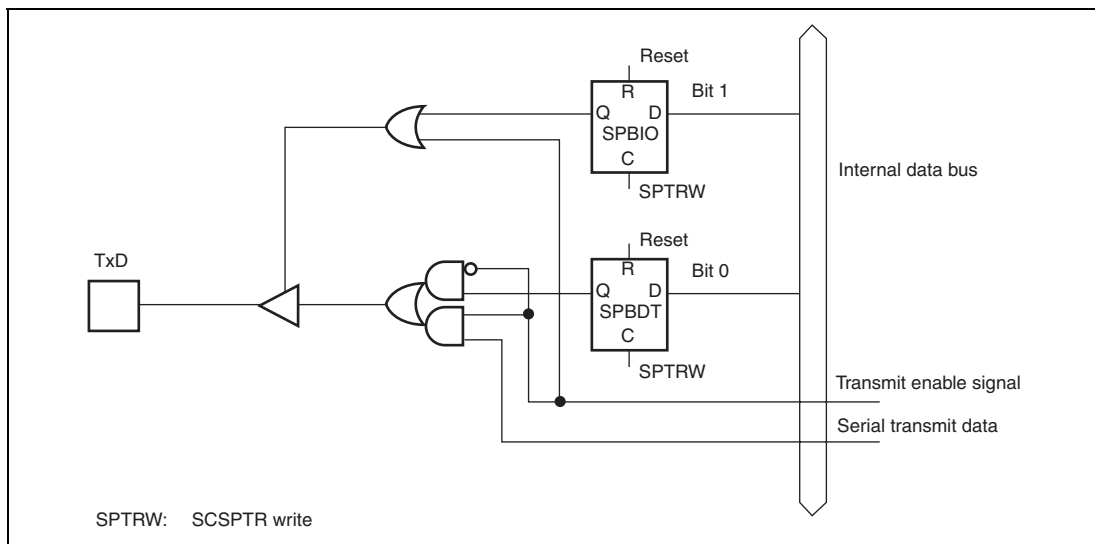 Reset
R
Bit 1
Q D
SPBIO
C
SPTRW
Internal data bus
Reset
R
Bit 0
TxD
Q D
SPBDT
C
SPTRW
Transmit enable signal
Serial transmit data
SPTRW: SCSPTR write